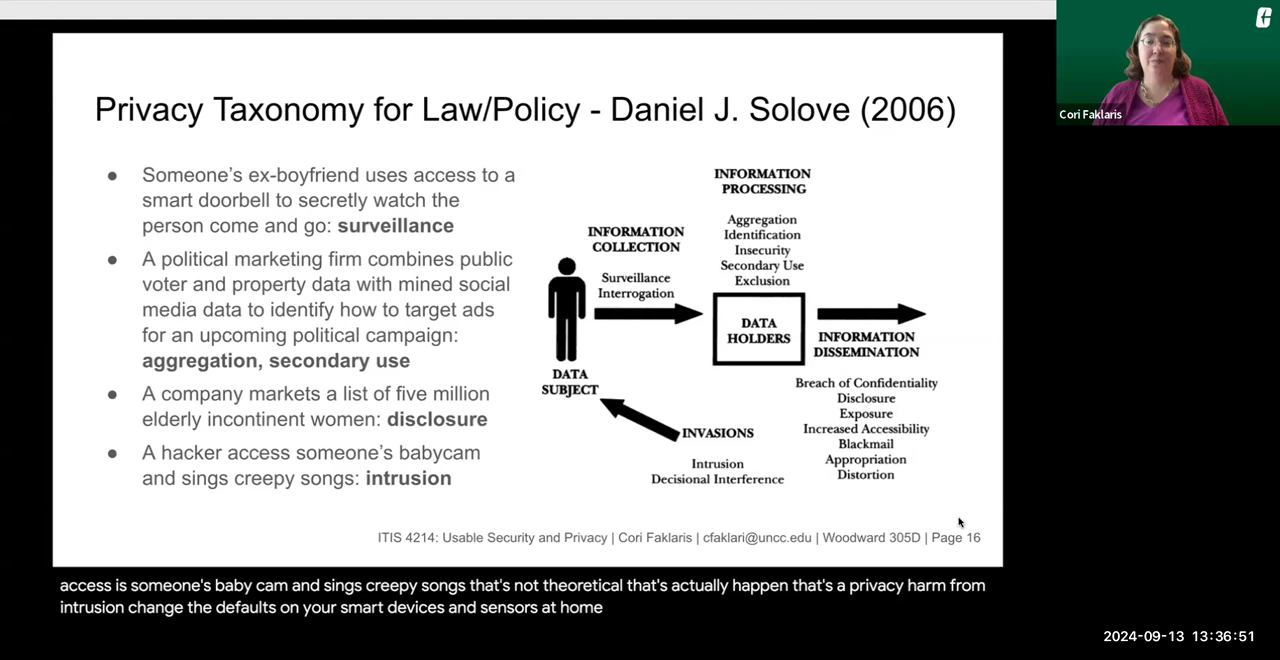 Privacy Taxonomy for Law/Policy - Daniel J. Solove (2006)
● Someone's ex-boyfriend uses access to a
smart doorbell to secretly watch the
person come and go: surveillance
● A political marketing firm combines public
voter and property data with mined social
media data to identify how to target ads
for an upcoming political campaign:
aggregation, secondary use
● A company markets a list of five million
elderly incontinent women: disclosure
● A hacker access someone's babycam
and sings creepy songs: intrusion
INFORMATION
PROCESSING
Aggregation
Identification
Insecurity
Secondary Use
Exclusion
INFORMATION
COLLECTION
Surveillance
Interrogation
DATA
HOLDERS
DATA
SUBJECT
INFORMATION
DISSEMINATION
Breach of Confidentiality
Disclosure
Exposure
Increased Accessibility
Blackmail
Appropriation
Distortion
INVASIONS
Intrusion
Decisional Interference
ITIS 4214: Usable Security and Privacy | Cori Faklaris | cfaklari@uncc.edu | Woodward 305D | Page 16
Cori Faklaris
access is someone's baby cam and sings creepy songs that's not theoretical that's actually happen that's a privacy harm from
intrusion change the defaults on your smart devices and sensors at home
2024-09-13 13:36:51